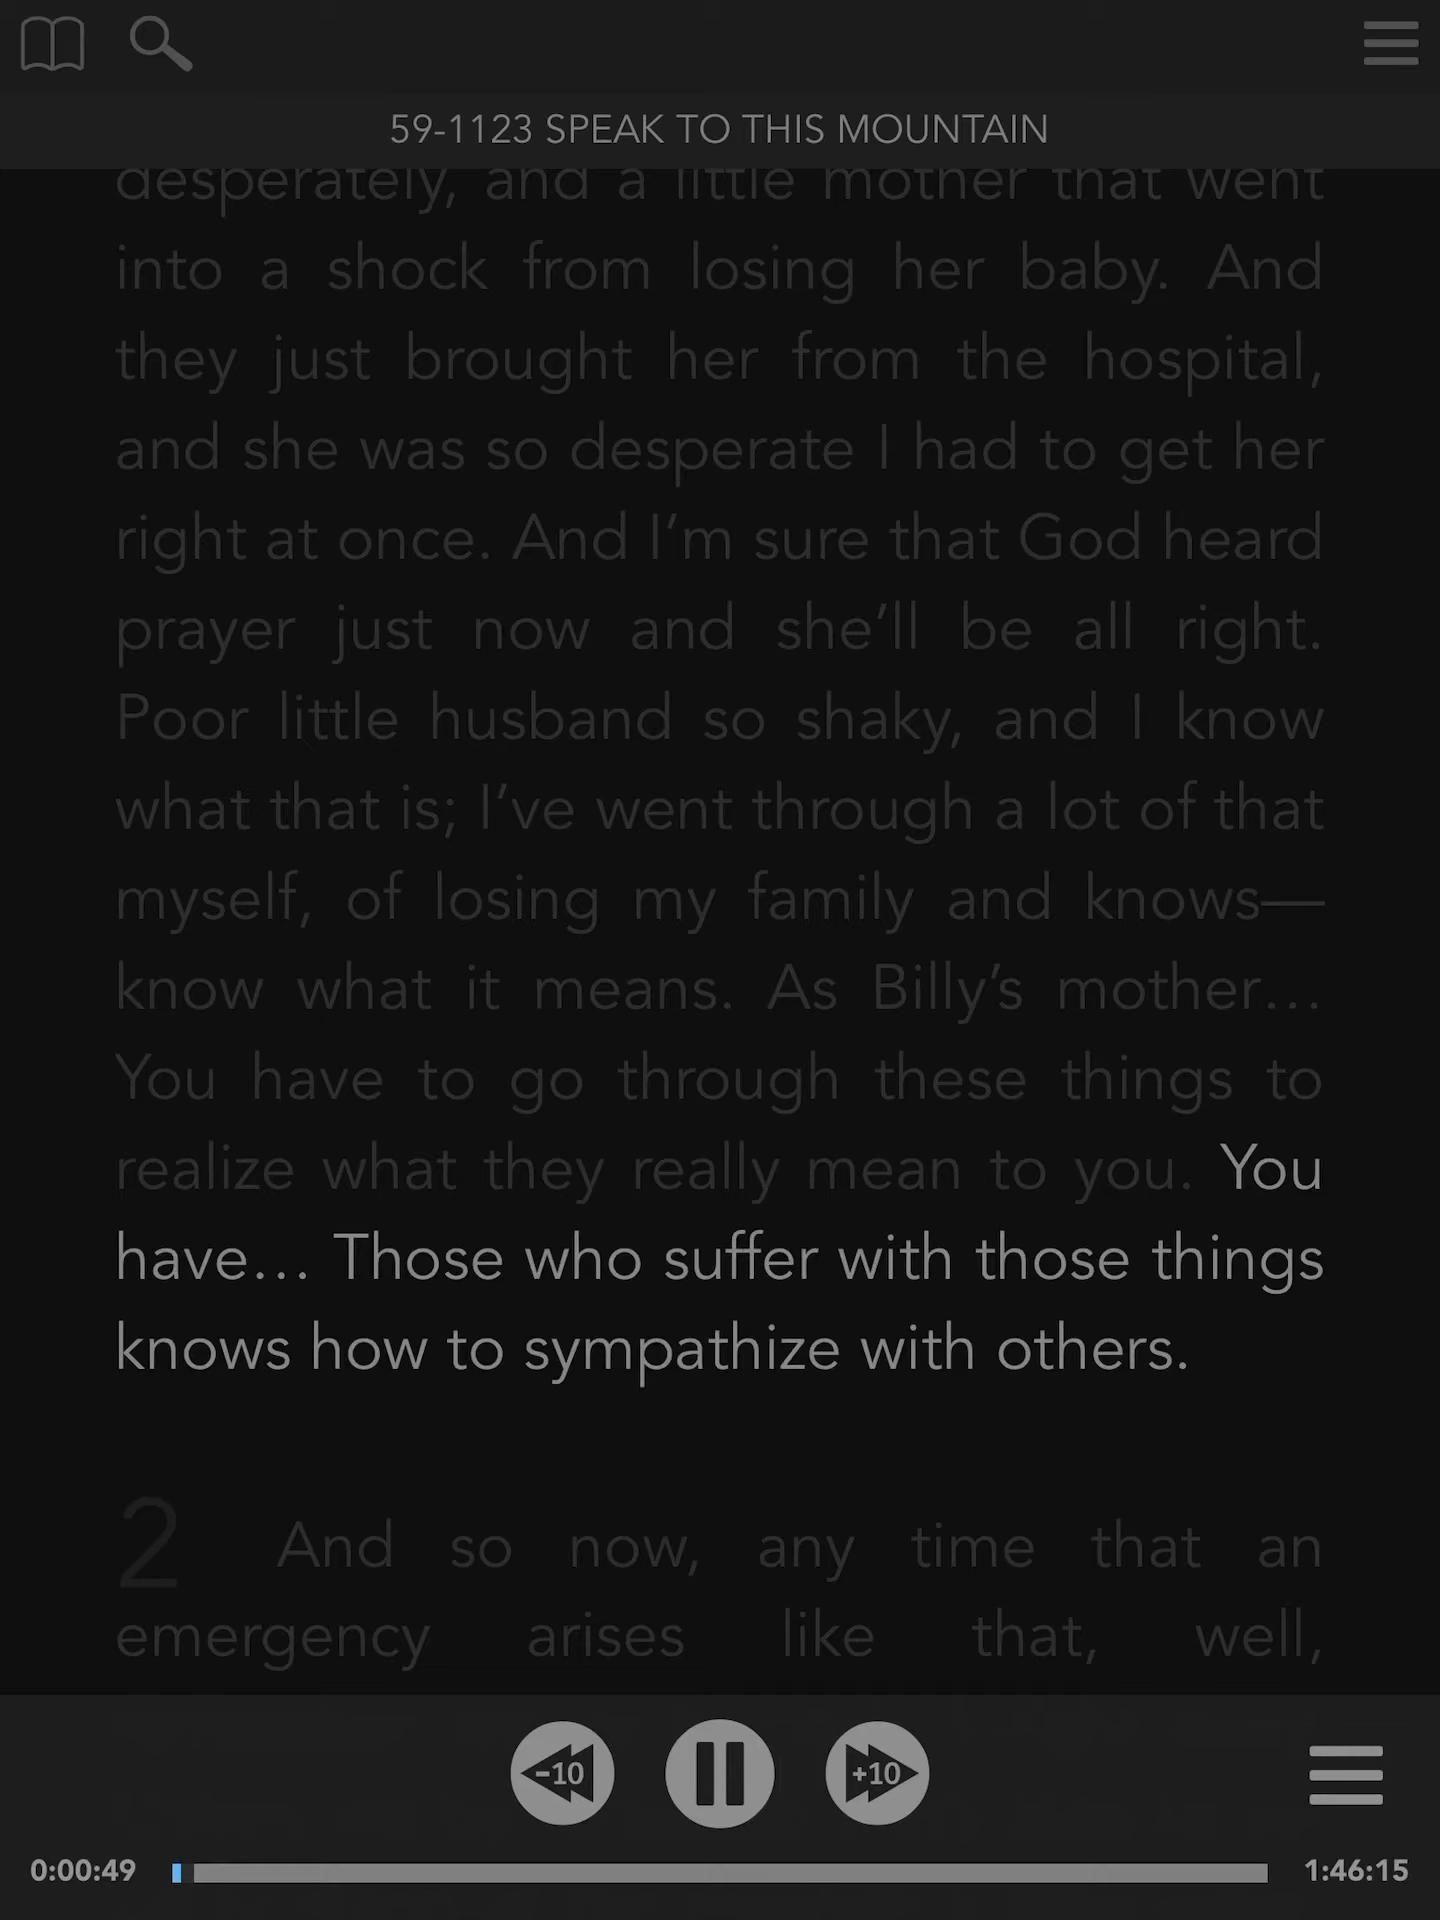 59-1123 SPEAK TO THIS MOUNTAIN
desperately, and a little mother that went
into a shock from losing her baby. And
they just brought her from the hospital,
and she was so desperate I had to get her
right at once. And I’m sure that God heard
prayer just now and she’ll be all right.
Poor little husband so shaky, and I know
what that is; I’ve went through a lot of that
myself, of losing my family and knows—
know what it means. As Billy’s mother…
You have to go through these things to
realize what they really mean to you. You
have… Those who suffer with those things
knows how to sympathize with others.
2 And so now, any time that an
emergency arises like that, well,
-10 +10
0:00:49 1:46:15